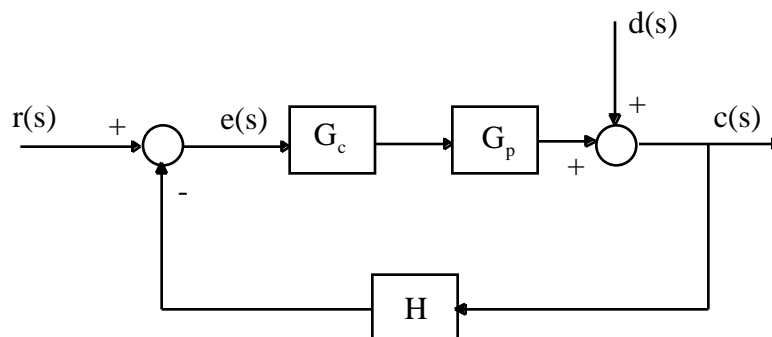 d(s)
r(s)
+
e(s)
G_c
G_p
+
+
c(s)
-
H